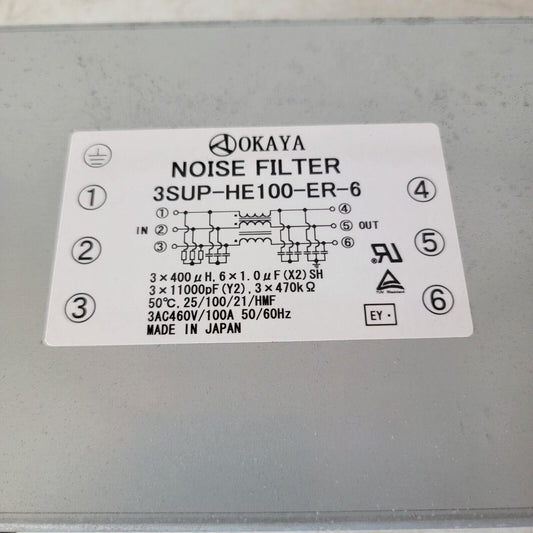 OKAYA
NOISE FILTER
3SUP-HE100-ER-6
① ② ③
④ ⑤ ⑥
① ④
IN ② ⑤ OUT
③ ⑥
3×400μH, 6×1.0μF(X2)SH
3×11000pF(Y2), 3×470kΩ
50℃, 25/100/21/HMF
3AC460V/100A 50/60Hz
MADE IN JAPAN
EY·